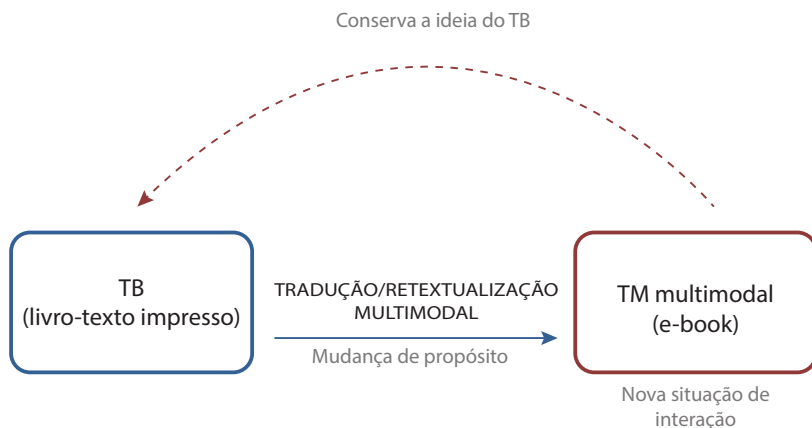 Conserva a ideia do TB
TB
(livro-texto impresso)
TRADUÇÃO/RETEXTUALIZAÇÃO
MULTIMODAL
Mudança de propósito
TM multimodal
(e-book)
Nova situação de
interação